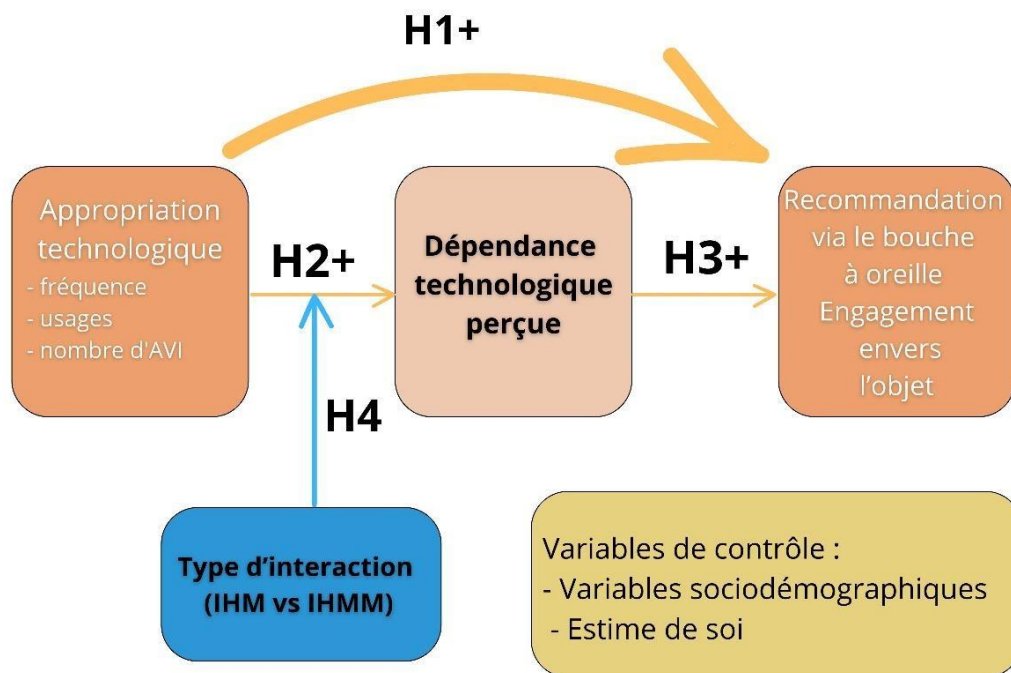 H1+
Appropriation
technologique
- fréquence
- usages
- nombre d'AVI
H2+
Dépendance
technologique
perçue
H3+
Recommandation
via le bouche
à oreille
Engagement
envers
l'objet
H4
Type d'interaction
(IHM vs IHMM)
Variables de contrôle :
- Variables sociodémographiques
- Estime de soi